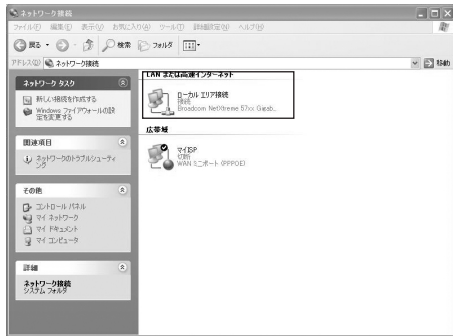 ネットワーク接続
ファイル(F) 編集(E) 表示(V) お気に入り(A) ツール(T) 詳細設定(N) ヘルプ(H)
戻る 検索 フォルダ
アドレス(D) ネットワーク接続 移動
ネットワーク タスク
新しい接続を作成する
Windows ファイアウォールの設定を変更する
関連項目
ネットワークのトラブルシューティング
その他
コントロール パネル
マイ ネットワーク
マイ ドキュメント
マイ コンピュータ
詳細
ネットワーク接続
システム フォルダ
LAN または高速インターネット
ローカル エリア接続
接続
Broadcom NetXtreme 57xx Gigab...
広帯域
マイISP
切断
WAN ミニポート (PPPOE)